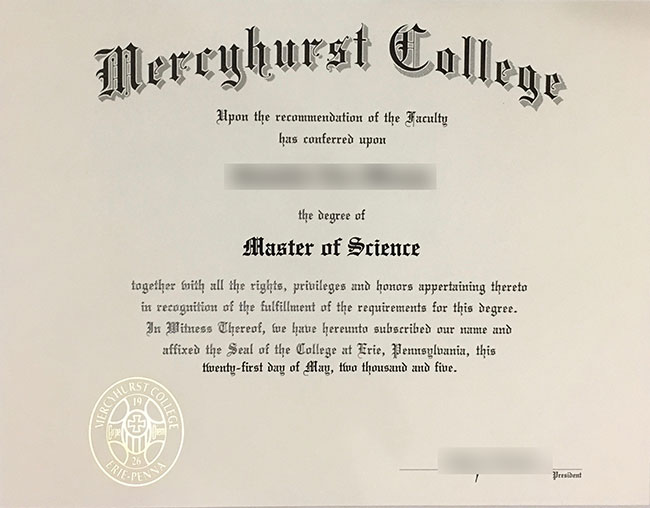 Mercyhurst College
Upon the recommendation of the Faculty
has conferred upon
the degree of
Master of Science
together with all the rights, privileges and honors appertaining thereto
in recognition of the fulfillment of the requirements for this degree.
In Witness Thereof, we have hereunto subscribed our name and
affixed the Seal of the College at Erie, Pennsylvania, this
twenty-first day of May, two thousand and five.
MERCYHURST COLLEGE
19
26
ERIE-PENNA
President